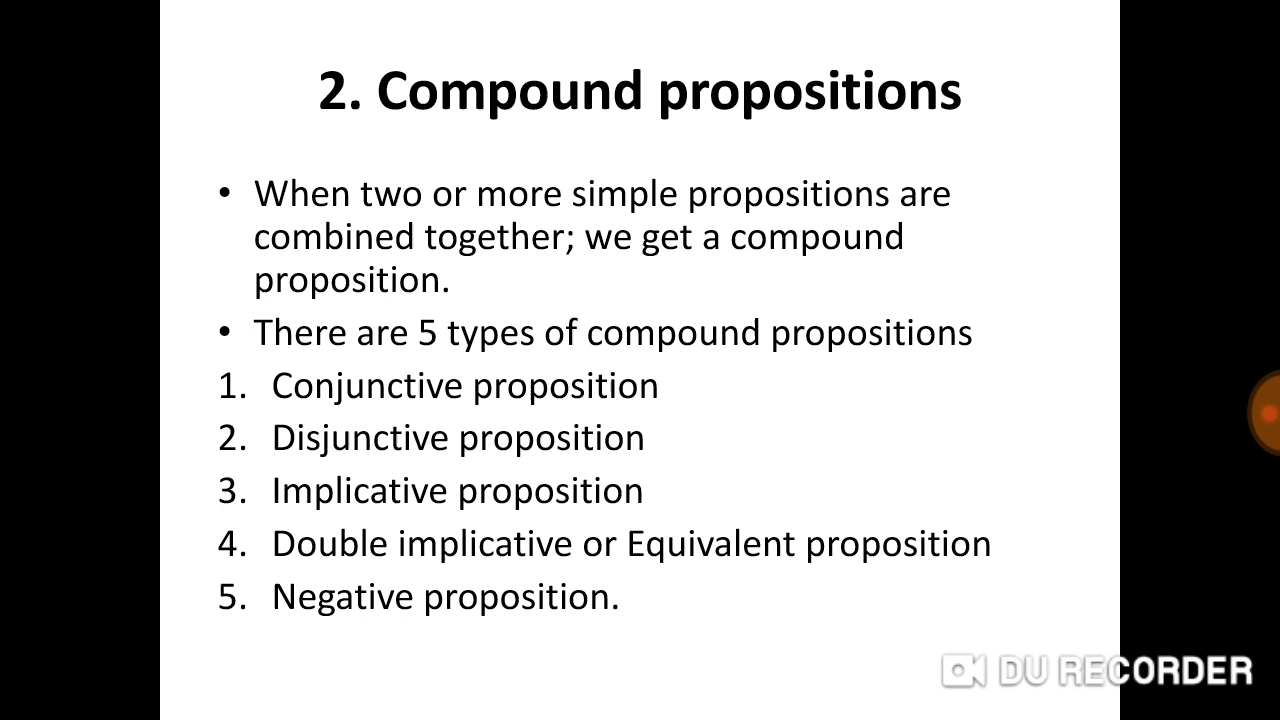 2. Compound propositions
• When two or more simple propositions are
combined together; we get a compound
proposition.
• There are 5 types of compound propositions
1. Conjunctive proposition
2. Disjunctive proposition
3. Implicative proposition
4. Double implicative or Equivalent proposition
5. Negative proposition.
DU RECORDER